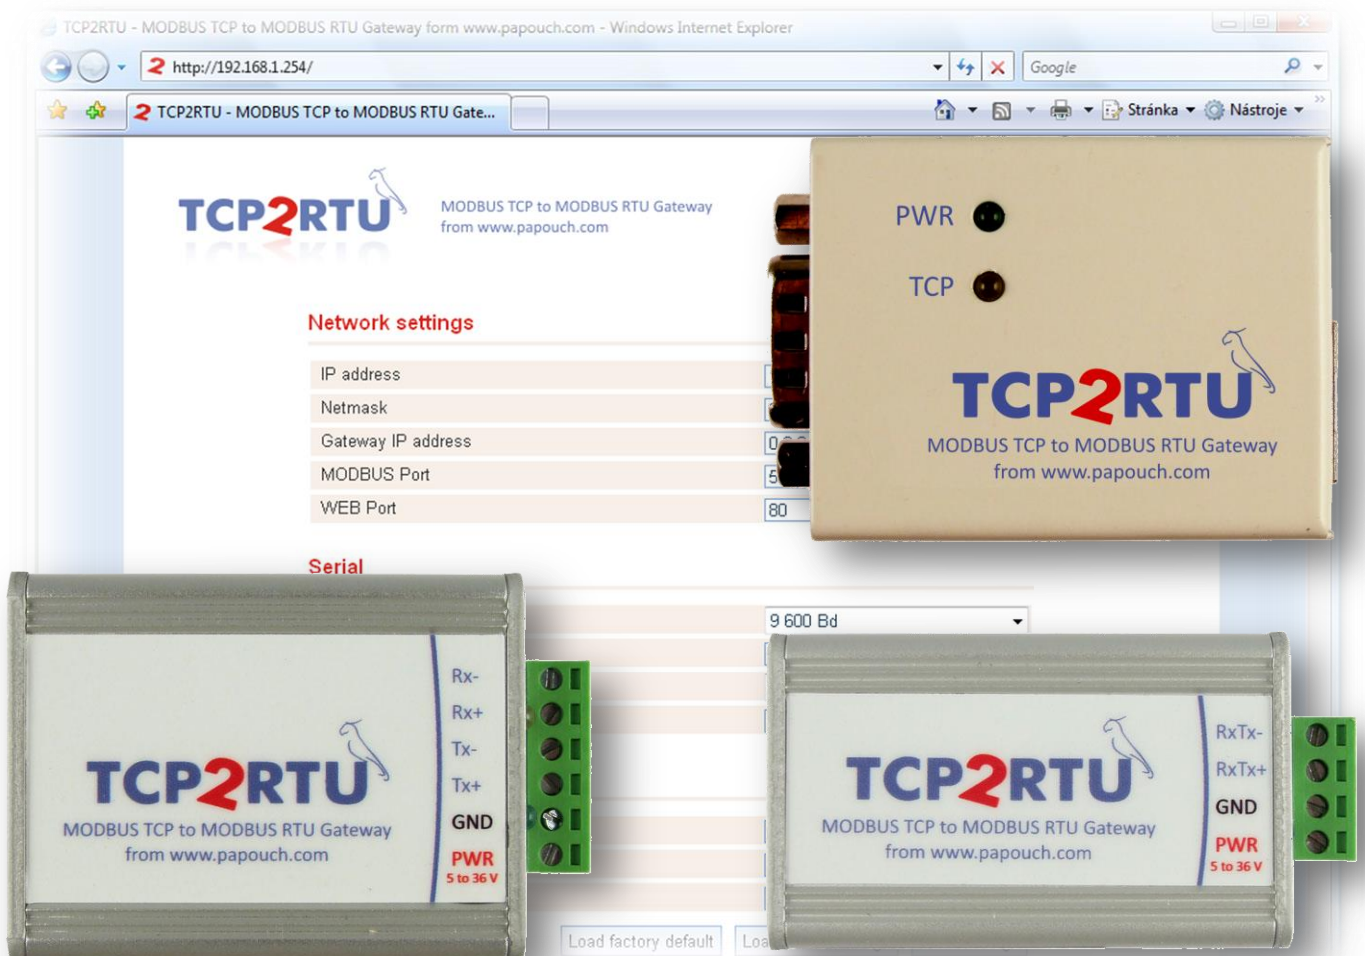 TCP2RTU - MODBUS TCP to MODBUS RTU Gateway form www.papouch.com - Windows Internet Explorer
2 http://192.168.1.254/
Google
2 TCP2RTU - MODBUS TCP to MODBUS RTU Gate...
Stránka
Nástroje
TCP2RTU
MODBUS TCP to MODBUS RTU Gateway
from www.papouch.com
PWR
TCP
TCP2RTU
MODBUS TCP to MODBUS RTU Gateway
from www.papouch.com
Network settings
IP address
Netmask
Gateway IP address
MODBUS Port
WEB Port
80
Serial
9 600 Bd
Rx-
Rx+
Tx-
Tx+
GND
PWR
5 to 36 V
TCP2RTU
MODBUS TCP to MODBUS RTU Gateway
from www.papouch.com
RxTx-
RxTx+
GND
PWR
5 to 36 V
TCP2RTU
MODBUS TCP to MODBUS RTU Gateway
from www.papouch.com
Load factory default